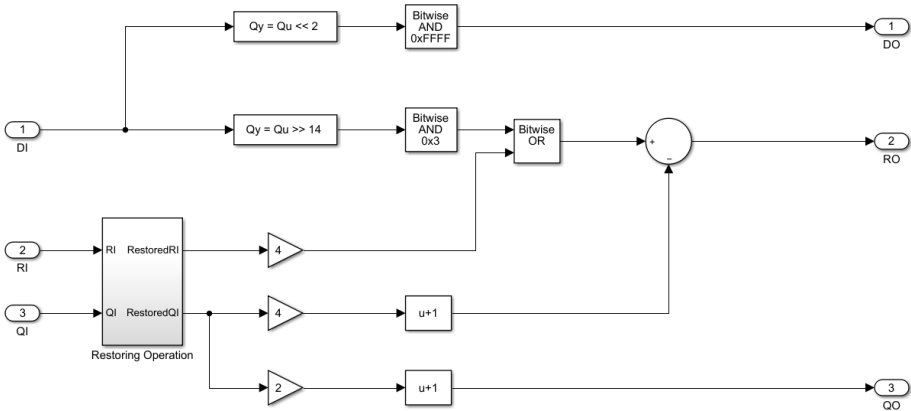 Qy = Qu << 2
Bitwise
AND
0xFFFF
1
DO
1
DI
Qy = Qu >> 14
Bitwise
AND
0x3
Bitwise
OR
+
−
2
RO
2
RI
RI RestoredRI
4
3
QI
QI RestoredQI
4
u+1
Restoring Operation
2
u+1
3
QO